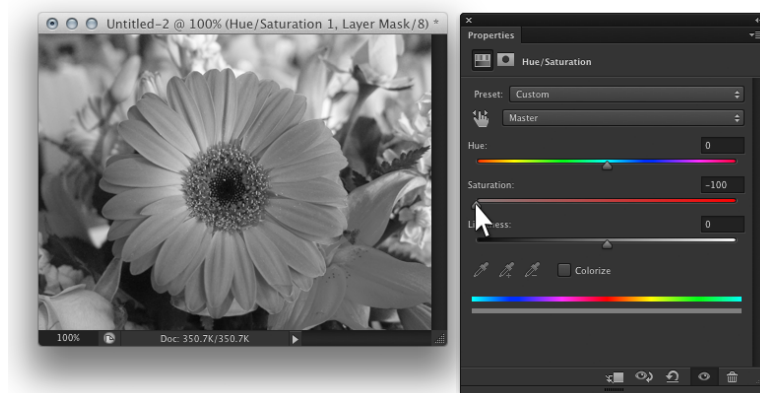 Untitled-2 @ 100% (Hue/Saturation 1, Layer Mask/8) *
100%
Doc: 350.7K/350.7K
Properties
Hue/Saturation
Preset: Custom
Master
Hue: 0
Saturation: -100
Lightness: 0
Colorize